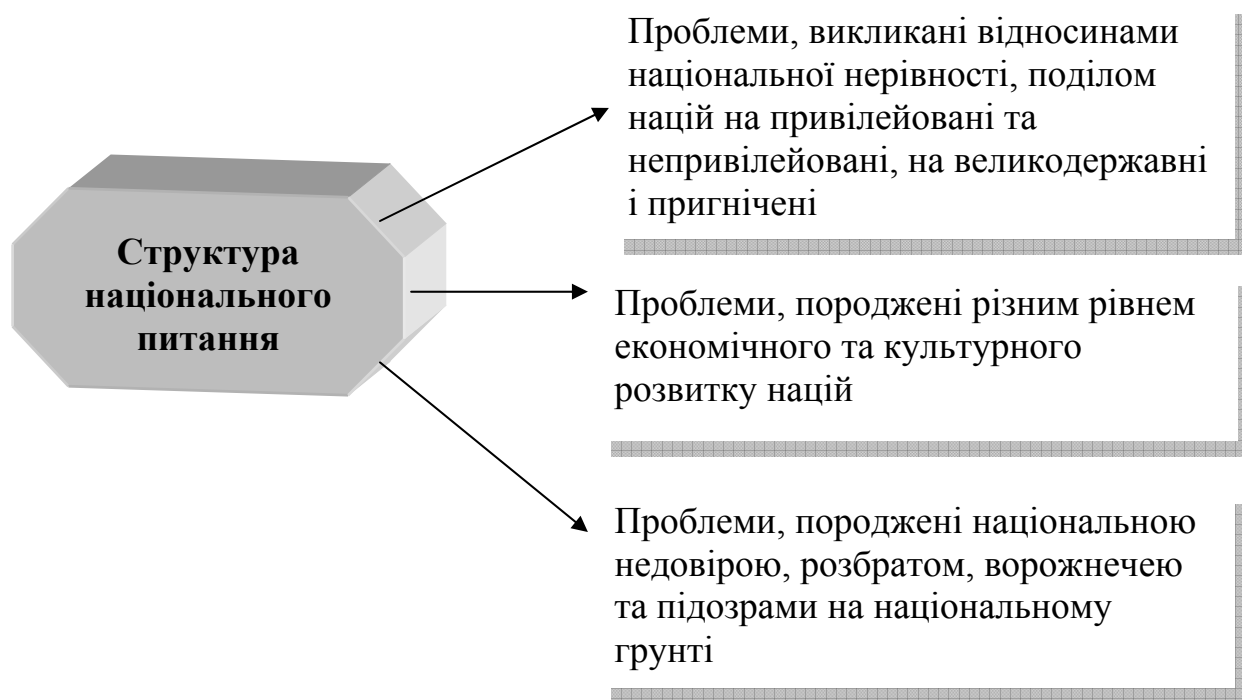 Структура
національного
питання
Проблеми, викликані відносинами
національної нерівності, поділом
націй на привілейовані та
непривілейовані, на великодержавні
і пригнічені
Проблеми, породжені різним рівнем
економічного та культурного
розвитку націй
Проблеми, породжені національною
недовірою, розбратом, ворожнечею
та підозрами на національному
грунті